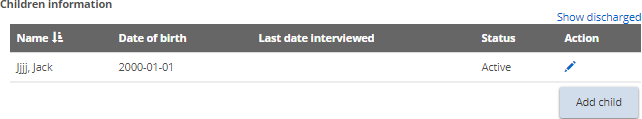 Children information
Show discharged
Name Date of birth Last date interviewed Status Action
Jjjj, Jack 2000-01-01 Active
Add child